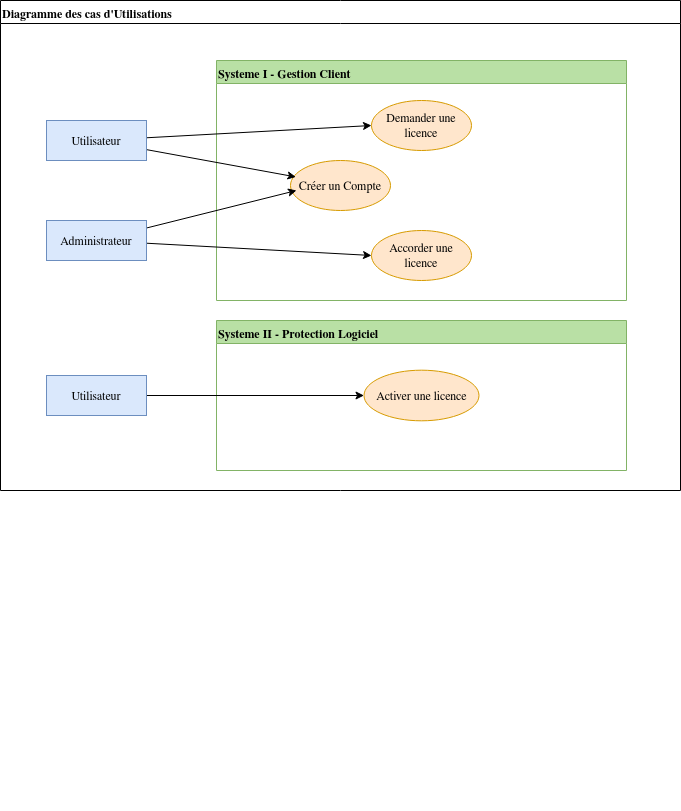 Diagramme des cas d'Utilisations
Systeme I - Gestion Client
Demander une
licence
Utilisateur
Créer un Compte
Administrateur
Accorder une
licence
Systeme II - Protection Logiciel
Utilisateur
Activer une licence